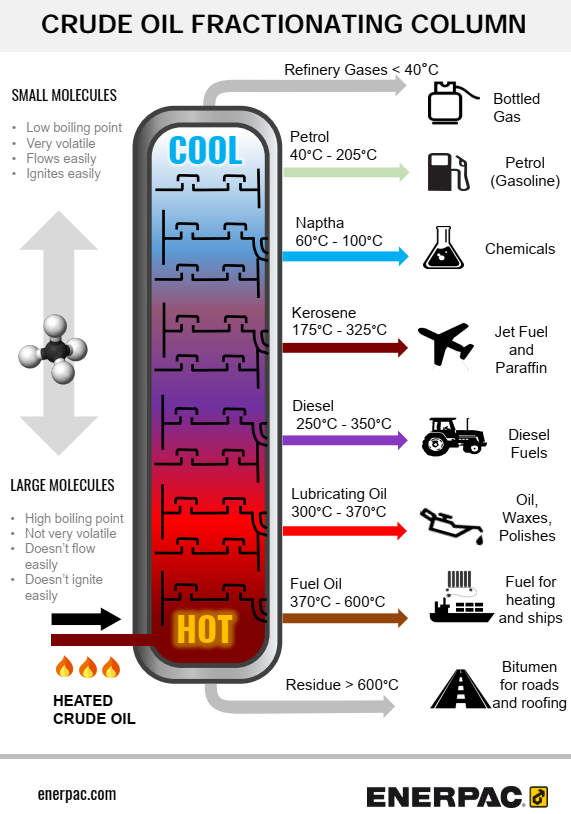 CRUDE OIL FRACTIONATING COLUMN
SMALL MOLECULES
• Low boiling point
• Very volatile
• Flows easily
• Ignites easily
LARGE MOLECULES
• High boiling point
• Not very volatile
• Doesn't flow
easily
• Doesn't ignite
easily
HEATED
CRUDE OIL
COOL
HOT
Refinery Gases < 40°C
Bottled
Gas
Petrol
40°C - 205°C
Petrol
(Gasoline)
Naptha
60°C - 100°C
Chemicals
Kerosene
175°C - 325°C
Jet Fuel
and
Paraffin
Diesel
250°C - 350°C
Diesel
Fuels
Lubricating Oil
300°C - 370°C
Oil,
Waxes,
Polishes
Fuel Oil
370°C - 600°C
Fuel for
heating
and ships
Residue > 600°C
Bitumen
for roads
and roofing
enerpac.com
ENERPAC.